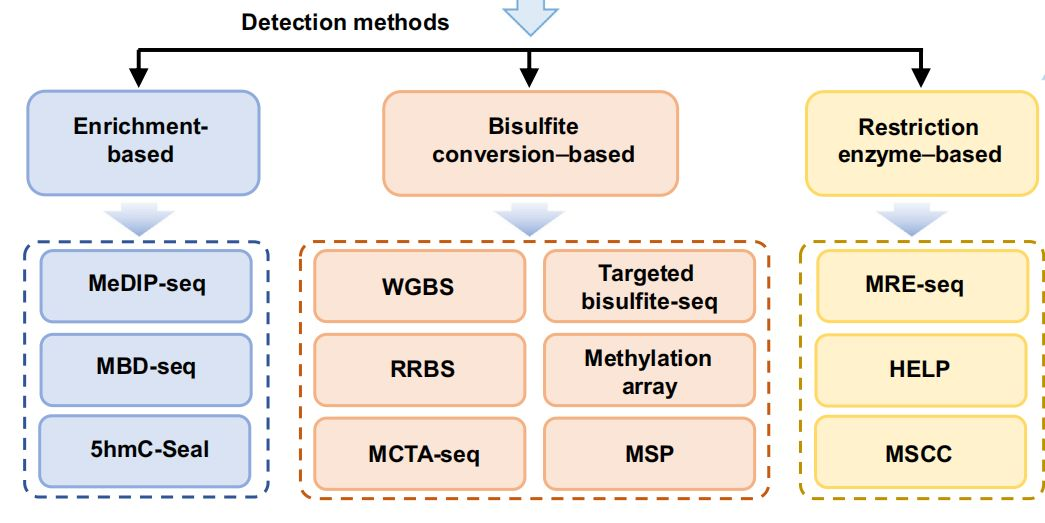 Detection methods
Enrichment-
based
Bisulfite
conversion–based
Restriction
enzyme–based
MeDIP-seq
MBD-seq
5hmC-Seal
WGBS
Targeted
bisulfite-seq
RRBS
Methylation
array
MCTA-seq
MSP
MRE-seq
HELP
MSCC